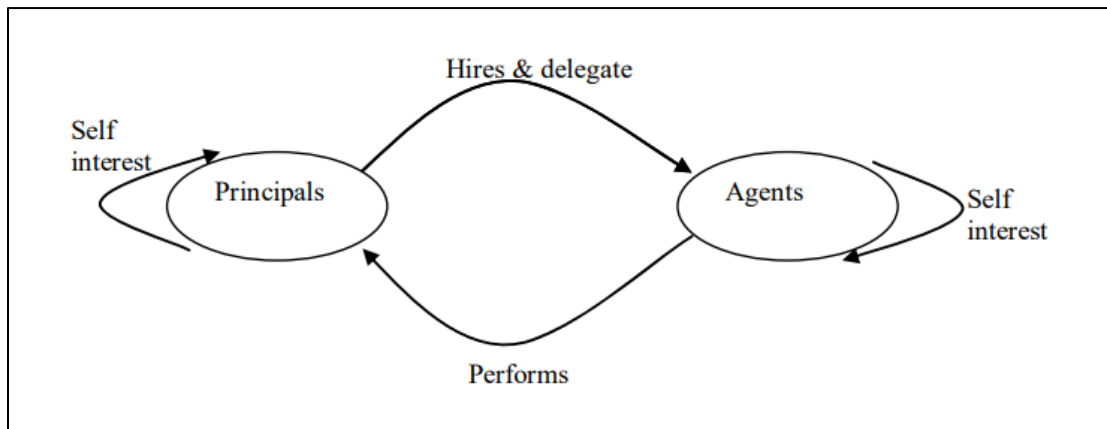 Hires & delegate
Self
interest
Principals
Agents
Self
interest
Performs